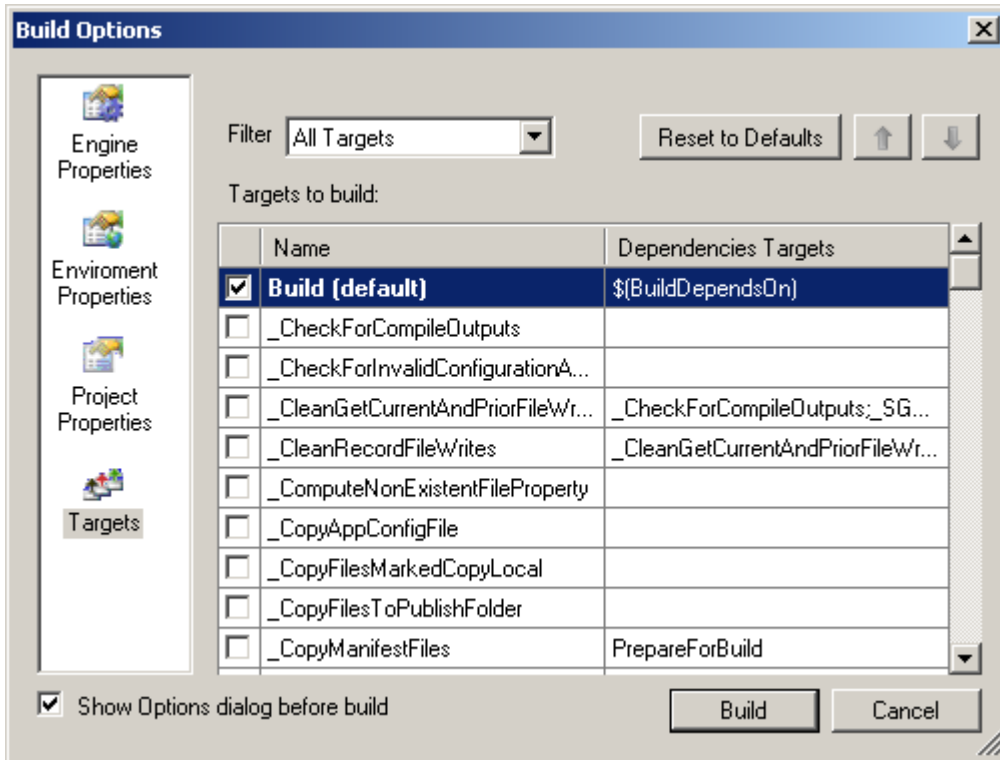 Build Options
Engine
Properties
Enviroment
Properties
Project
Properties
Targets
Filter All Targets Reset to Defaults
Targets to build:
Name Dependencies Targets
Build (default) $(BuildDependsOn)
_CheckForCompileOutputs
_CheckForInvalidConfigurationA...
_CleanGetCurrentAndPriorFileWr... _CheckForCompileOutputs;_SG...
_CleanRecordFileWrites _CleanGetCurrentAndPriorFileWr...
_ComputeNonExistentFileProperty
_CopyAppConfigFile
_CopyFilesMarkedCopyLocal
_CopyFilesToPublishFolder
_CopyManifestFiles PrepareForBuild
Show Options dialog before build Build Cancel